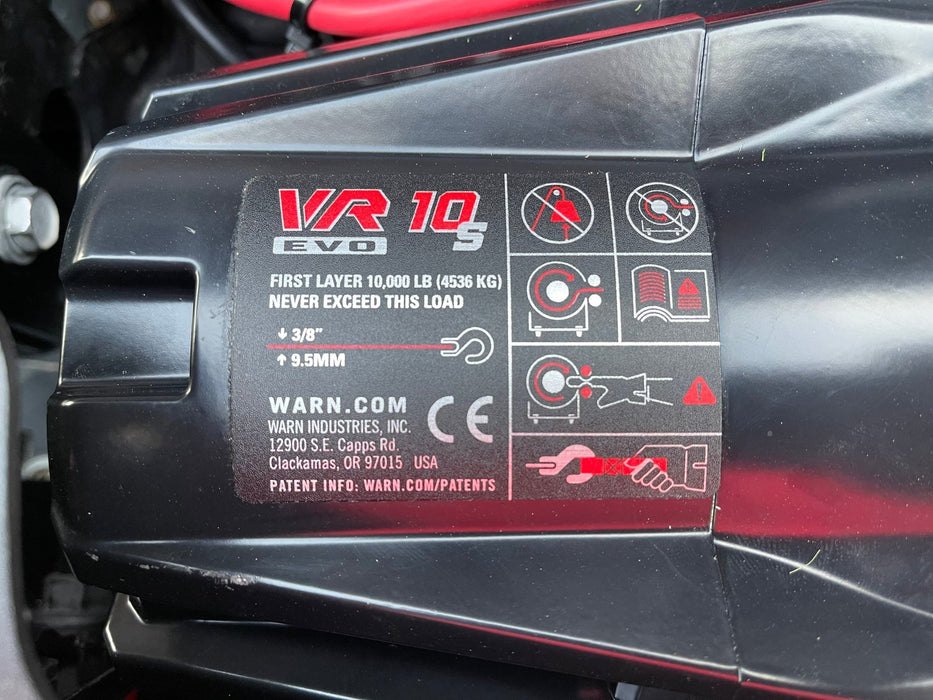 VR 10S
EVO
FIRST LAYER 10,000 LB (4536 KG)
NEVER EXCEED THIS LOAD
↓ 3/8"
↑ 9.5MM
WARN.COM
WARN INDUSTRIES, INC.
12900 S.E. Capps Rd.
Clackamas, OR 97015 USA
CE
PATENT INFO: WARN.COM/PATENTS